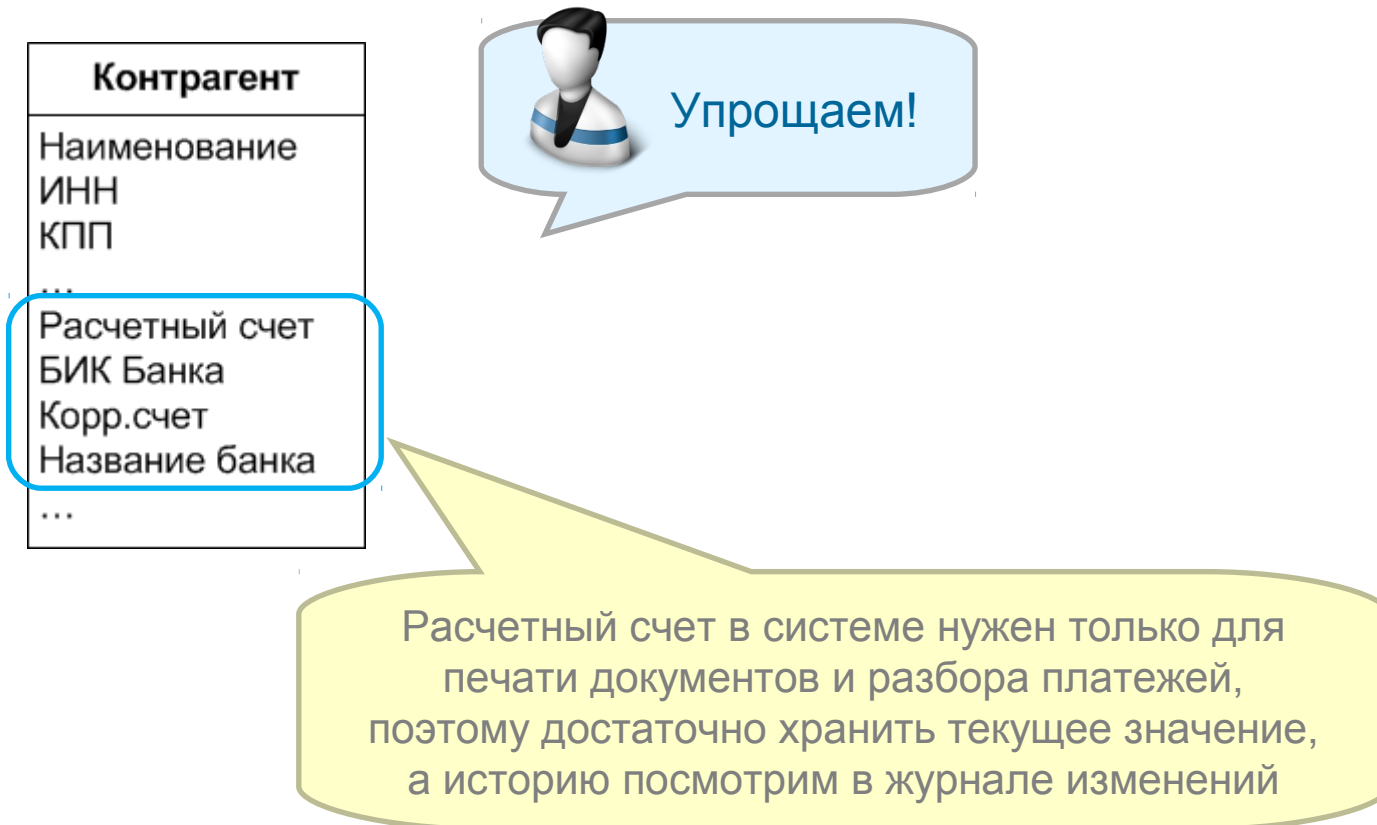 Контрагент
Наименование
ИНН
КПП
...
Расчетный счет
БИК Банка
Корр.счет
Название банка
...
Упрощаем!
Расчетный счет в системе нужен только для
печати документов и разбора платежей,
поэтому достаточно хранить текущее значение,
а историю посмотрим в журнале изменений